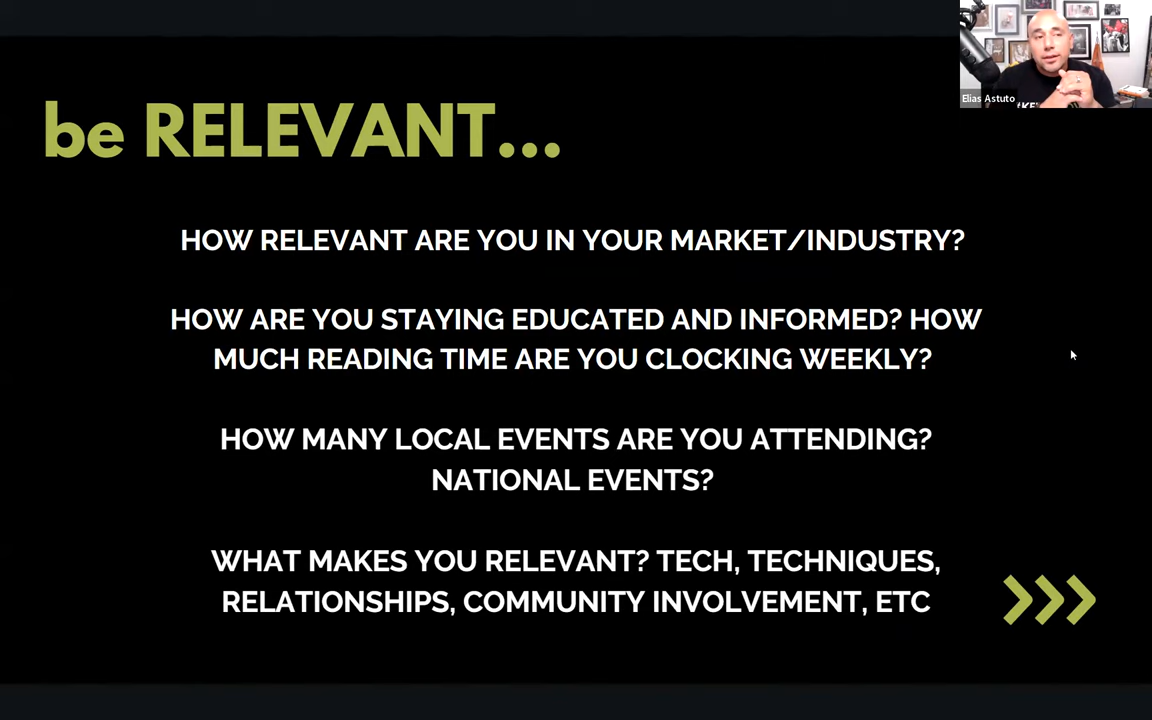 Elias Astuto
be RELEVANT...
HOW RELEVANT ARE YOU IN YOUR MARKET/INDUSTRY?
HOW ARE YOU STAYING EDUCATED AND INFORMED? HOW
MUCH READING TIME ARE YOU CLOCKING WEEKLY?
HOW MANY LOCAL EVENTS ARE YOU ATTENDING?
NATIONAL EVENTS?
WHAT MAKES YOU RELEVANT? TECH, TECHNIQUES,
RELATIONSHIPS, COMMUNITY INVOLVEMENT, ETC